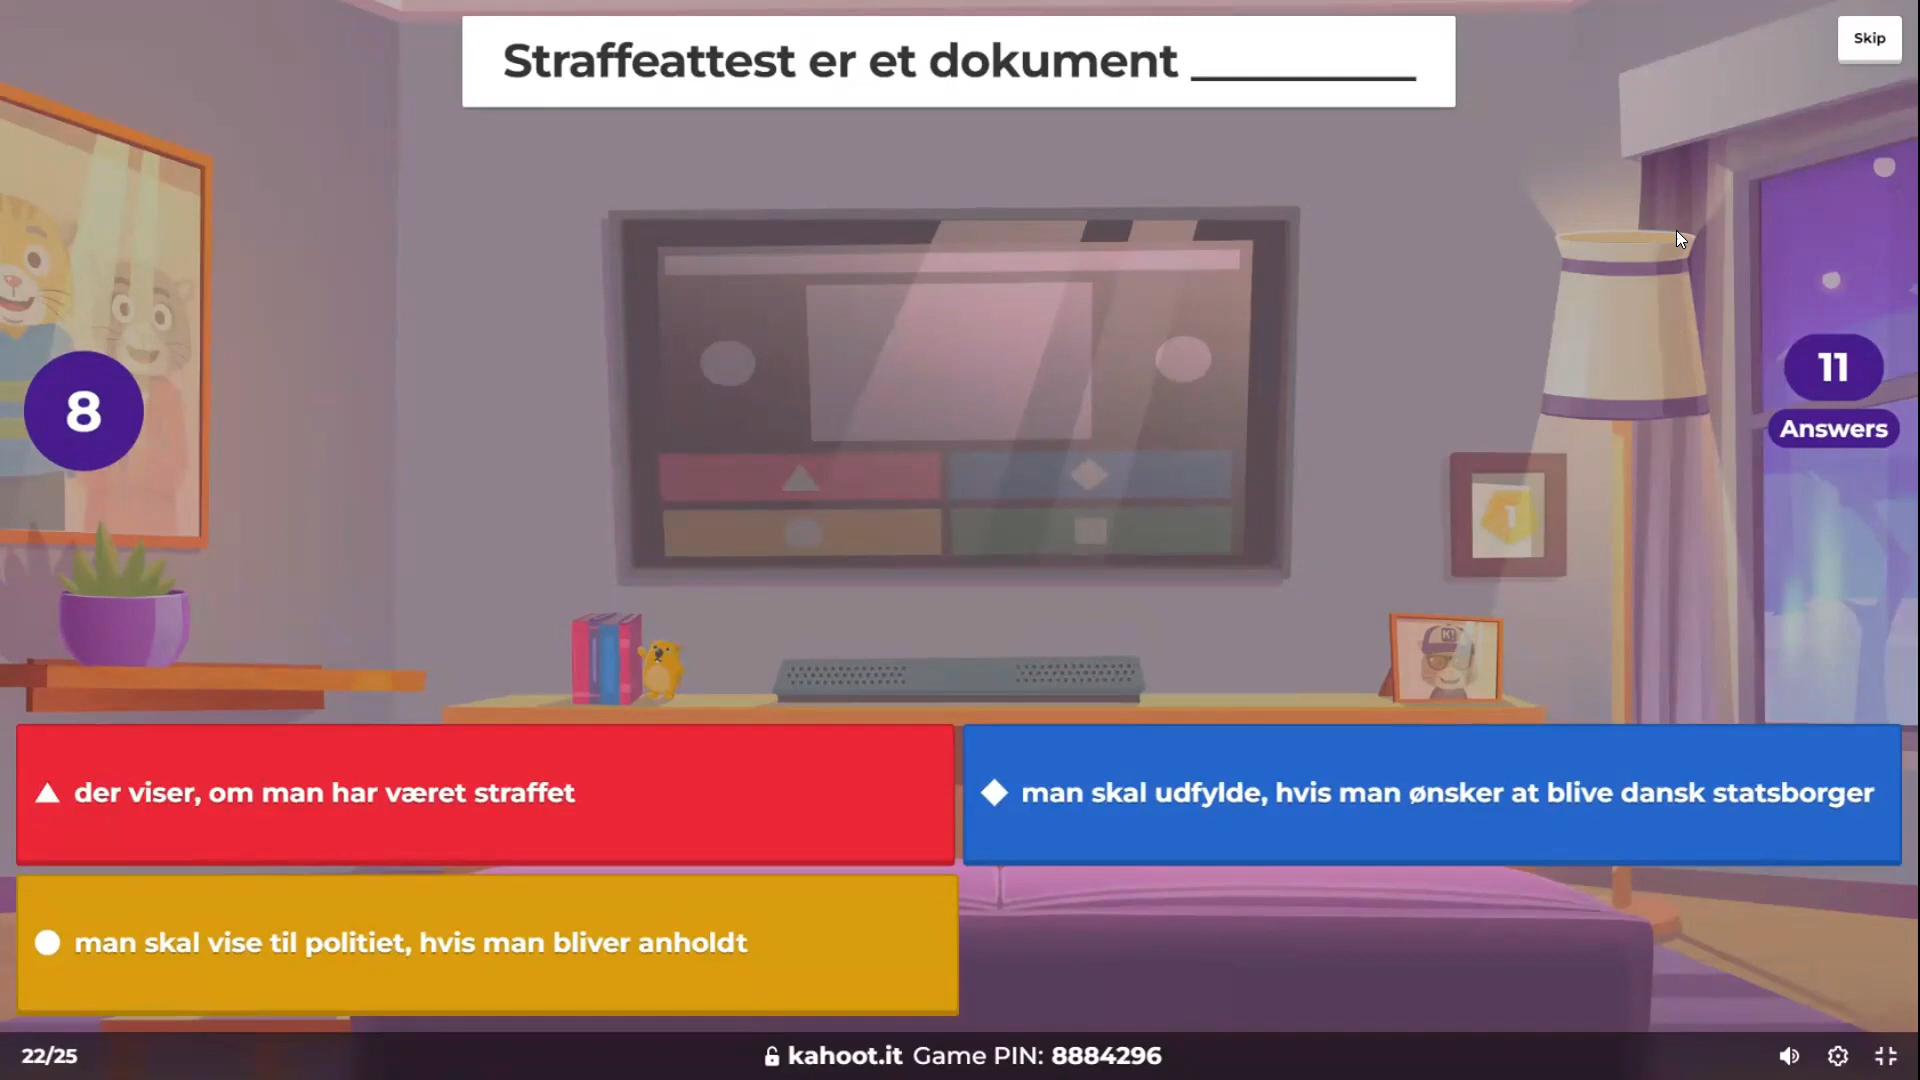 Straffeattest er et dokument __________
Skip
8
11
Answers
der viser, om man har været straffet
man skal udfylde, hvis man ønsker at blive dansk statsborger
man skal vise til politiet, hvis man bliver anholdt
22/25
kahoot.it Game PIN: 8884296
K!
1